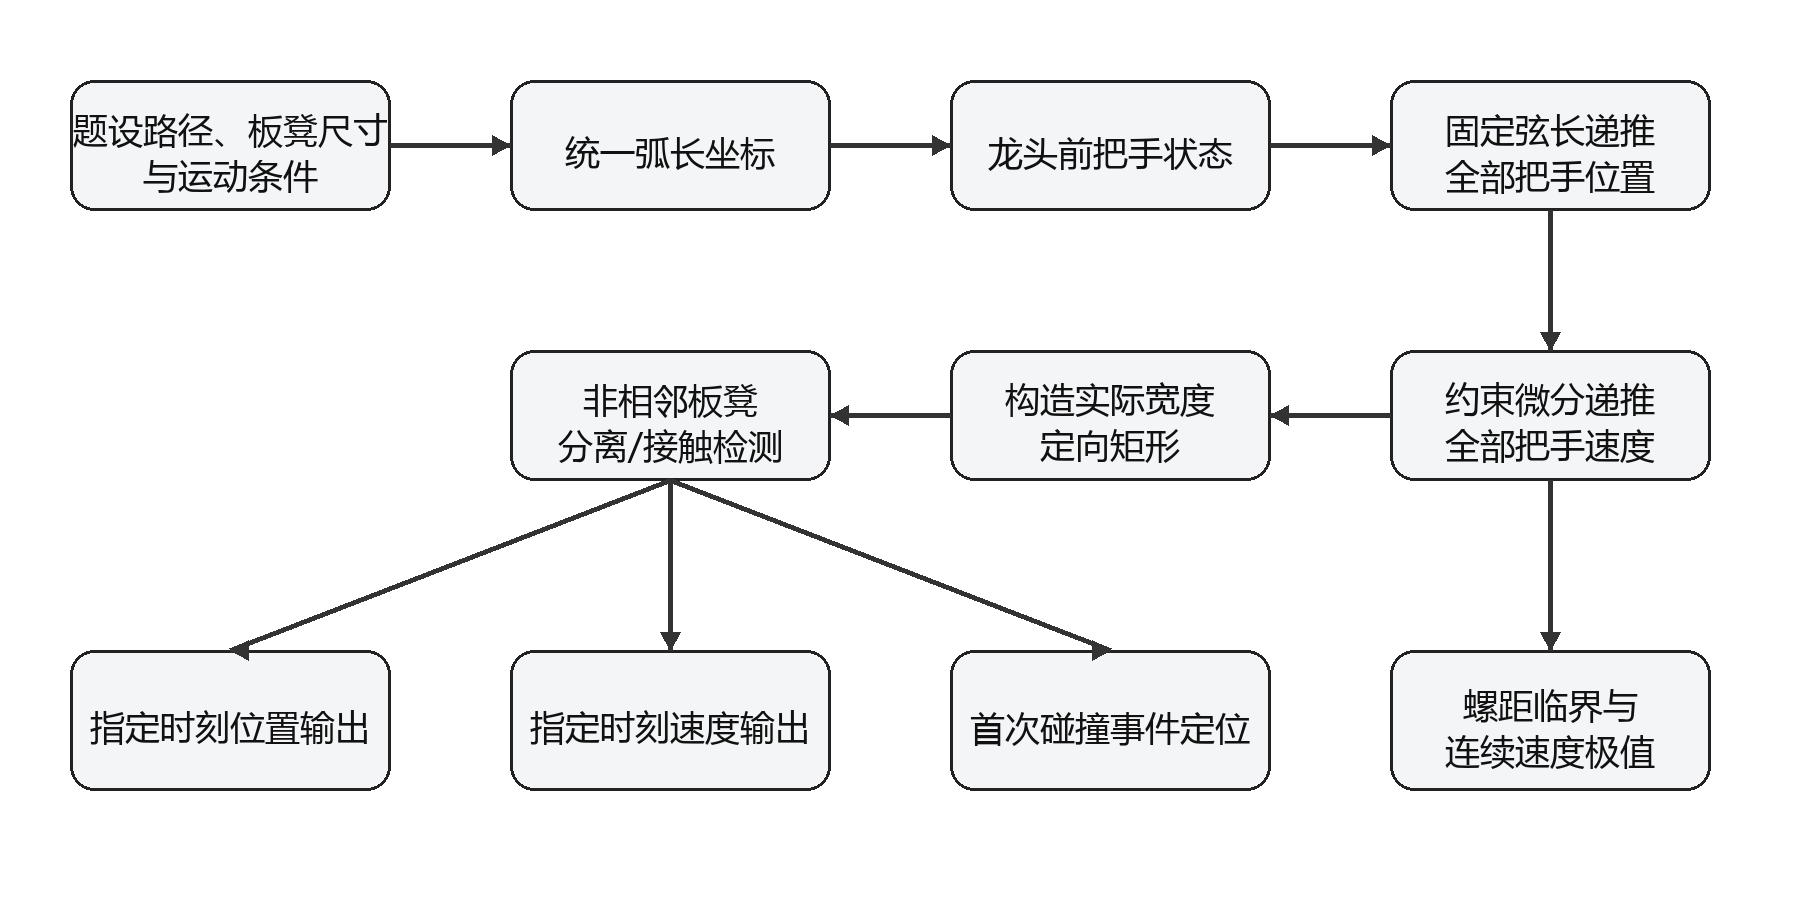 题设路径、板凳尺寸
与运动条件
统一弧长坐标
龙头前把手状态
固定弦长递推
全部把手位置
非相邻板凳
分离/接触检测
构造实际宽度
定向矩形
约束微分递推
全部把手速度
指定时刻位置输出
指定时刻速度输出
首次碰撞事件定位
螺距临界与
连续速度极值